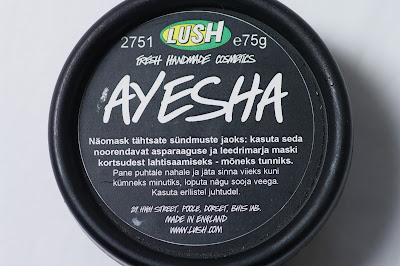 2751 LUSH e75g
FRESH HANDMADE COSMETICS
AYESHA
Näomask tähtsate sündmuste jaoks: kasuta seda
noorendavat asparaaguse ja leedrimarja maski
kortsudest lahtisaamiseks - mõneks tunniks.
Pane puhtale nahale ja jäta sinna viieks kuni
kümneks minutiks, loputa nägu sooja veega.
Kasuta erilistel juhtudel.
29 HIGH STREET, POOLE, DORSET, BH15 1AB.
MADE IN ENGLAND
WWW.LUSH.COM